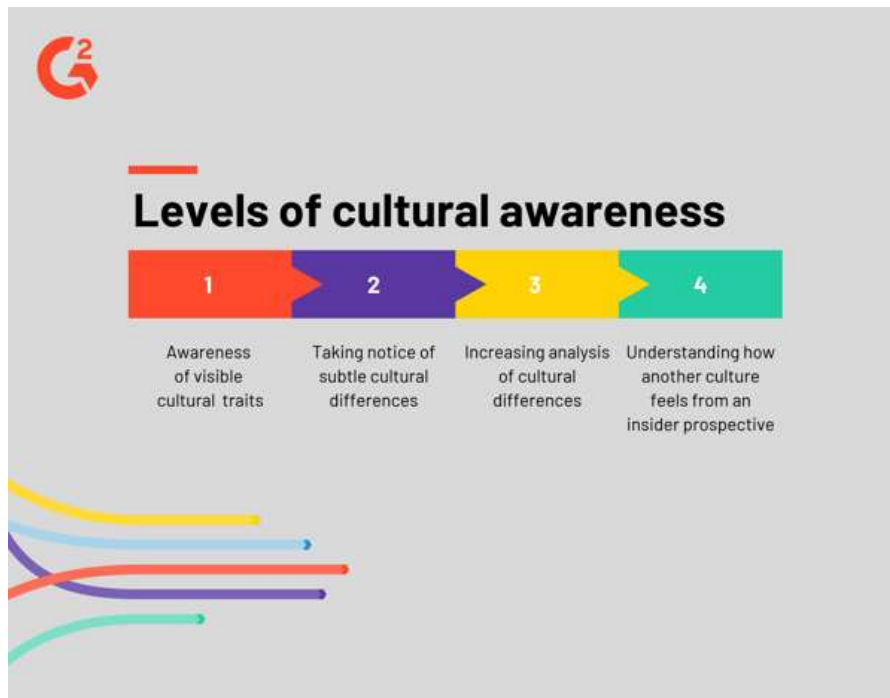 G2
Levels of cultural awareness
1
2
3
4
Awareness
of visible
cultural traits
Taking notice of
subtle cultural
differences
Increasing analysis
of cultural
differences
Understanding how
another culture
feels from an
insider prospective